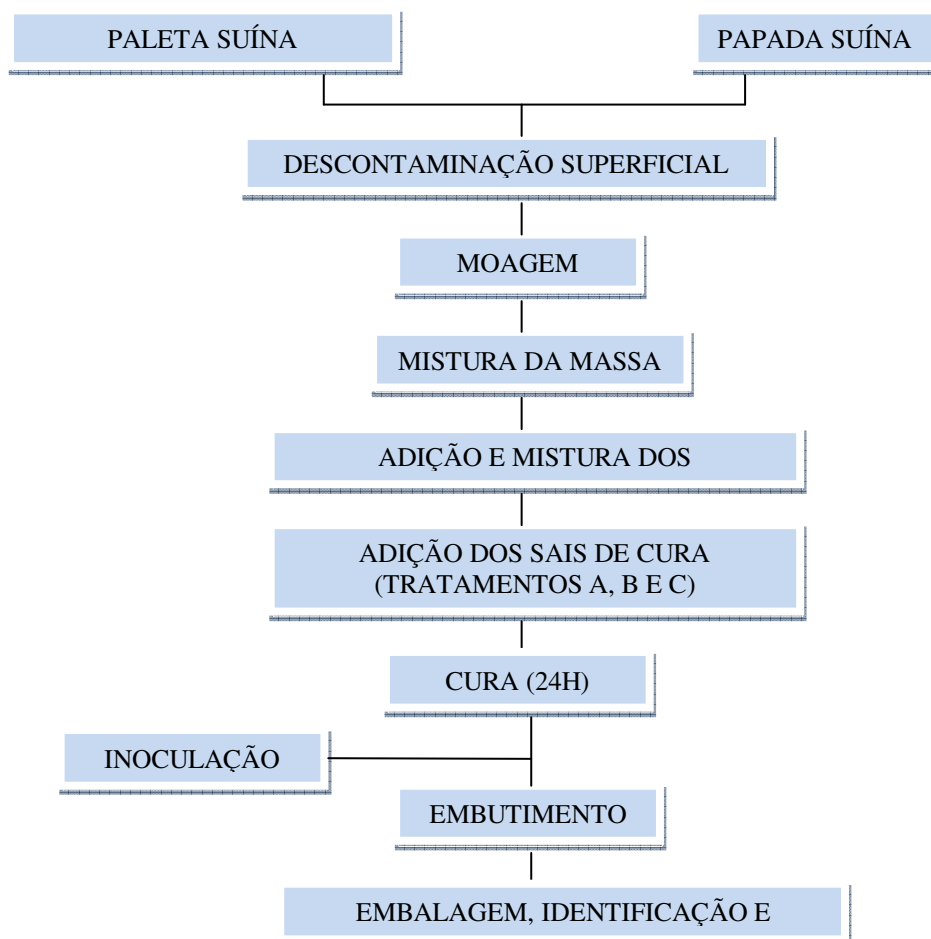 PALETA SUÍNA
PAPADA SUÍNA
DESCONTAMINAÇÃO SUPERFICIAL
MOAGEM
MISTURA DA MASSA
ADIÇÃO E MISTURA DOS
ADIÇÃO DOS SAIS DE CURA
(TRATAMENTOS A, B E C)
CURA (24H)
INOCULAÇÃO
EMBUTIMENTO
EMBALAGEM, IDENTIFICAÇÃO E